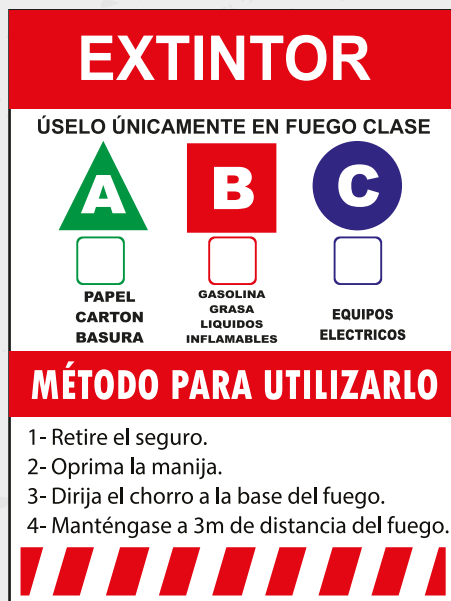 EXTINTOR
ÚSELO ÚNICAMENTE EN FUEGO CLASE
A B C
PAPEL
CARTON
BASURA
GASOLINA
GRASA
LIQUIDOS
INFLAMABLES
EQUIPOS
ELECTRICOS
MÉTODO PARA UTILIZARLO
1- Retire el seguro.
2- Oprima la manija.
3- Dirija el chorro a la base del fuego.
4- Manténgase a 3m de distancia del fuego.